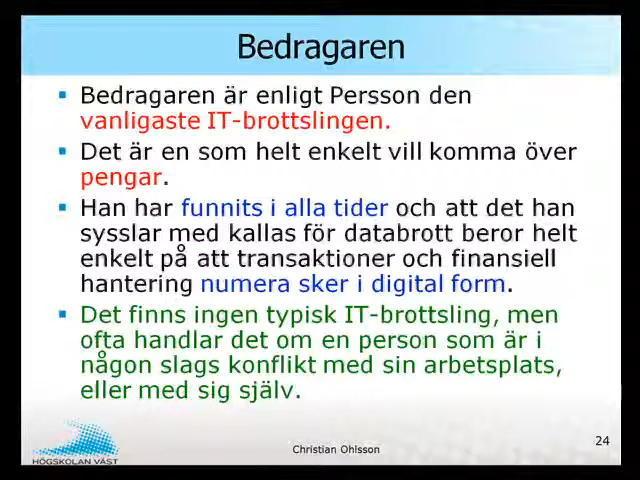 Bedragaren
Bedragaren är enligt Persson den
vanligaste IT-brottslingen.
Det är en som helt enkelt vill komma över
pengar.
Han har funnits i alla tider och att det han
sysslar med kallas för databrott beror helt
enkelt på att transaktioner och finansiell
hantering numera sker i digital form.
Det finns ingen typisk IT-brottsling, men
ofta handlar det om en person som är i
någon slags konflikt med sin arbetsplats,
eller med sig själv.
HÖGSKOLAN VÄST
Christian Ohlsson
24